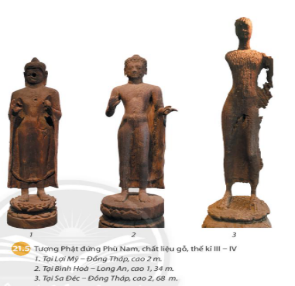 1 2 3
21.5 Tượng Phật đứng Phù Nam, chất liệu gỗ, thế kỉ III – IV
1. Tại Lợi Mỹ – Đồng Tháp, cao 2 m.
2. Tại Bình Hoà – Long An, cao 1, 34 m.
3. Tại Sa Đéc – Đồng Tháp, cao 2, 68 m.